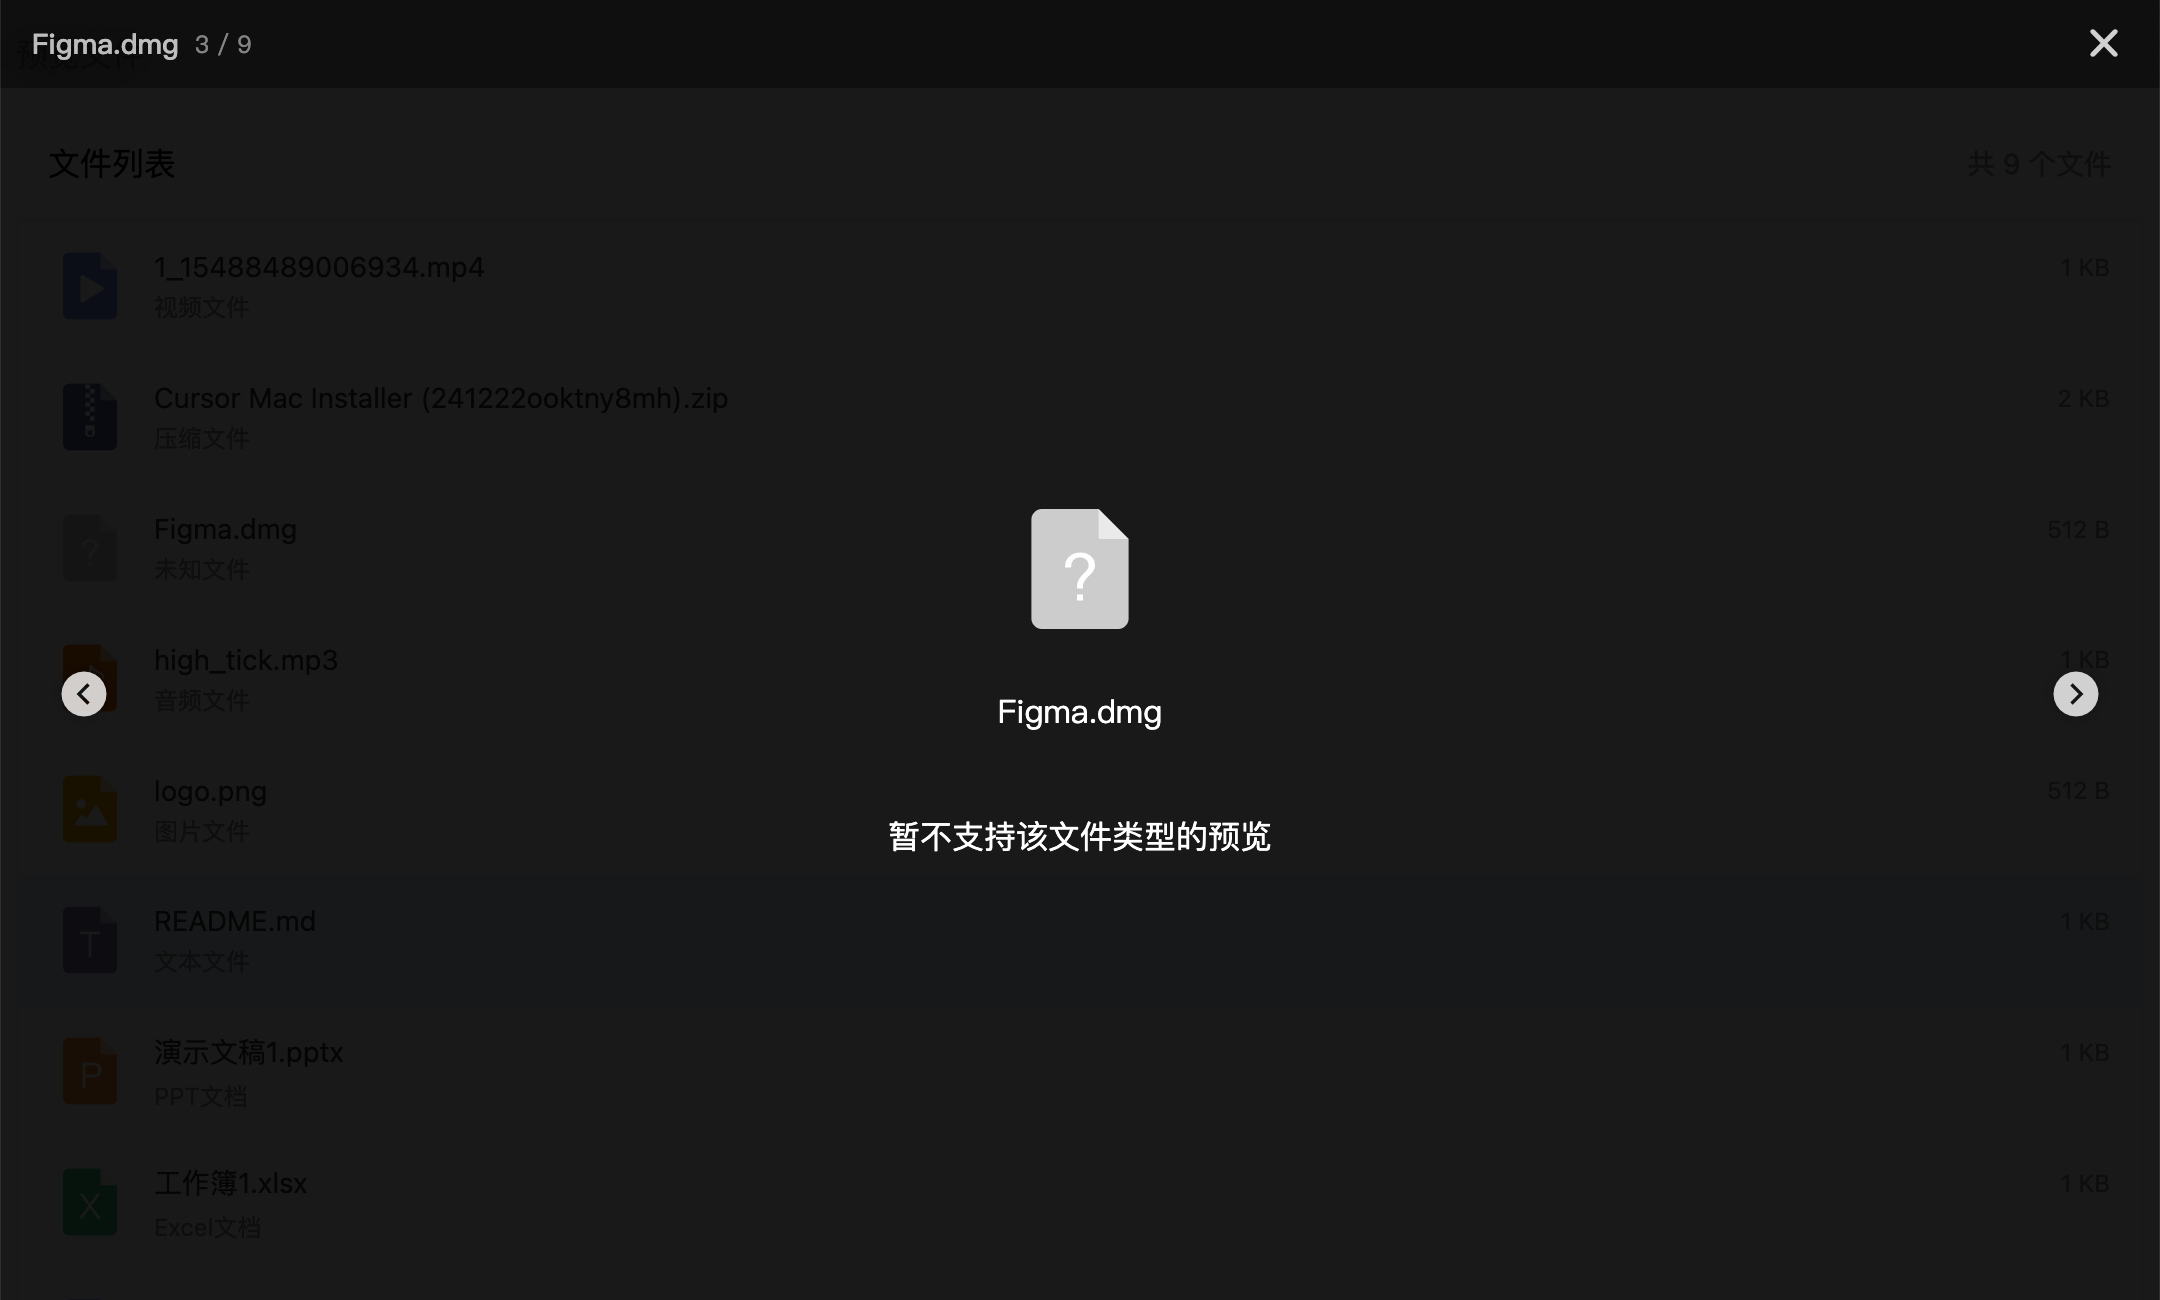 Figma.dmg 3 / 9
预览文件
文件列表
共 9 个文件
1_15488489006934.mp4
1 KB
视频文件
Cursor Mac Installer (241222ooktny8mh).zip
2 KB
压缩文件
?
Figma.dmg
512 B
未知文件
?
high_tick.mp3
1 KB
音频文件
Figma.dmg
logo.png
512 B
图片文件
暂不支持该文件类型的预览
T
README.md
1 KB
文本文件
P
演示文稿1.pptx
1 KB
PPT文档
X
工作簿1.xlsx
1 KB
Excel文档